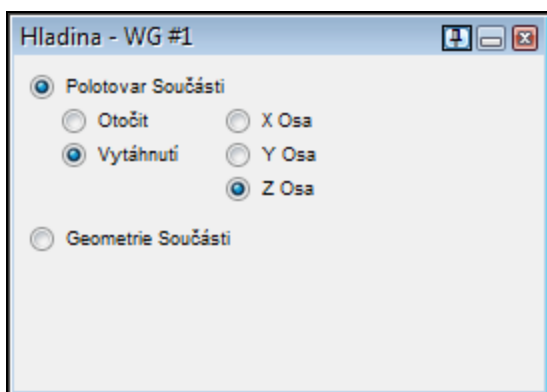 Hladina - WG #1
Polotovar Součásti
Otočit X Osa
Vytáhnutí Y Osa
Z Osa
Geometrie Součásti